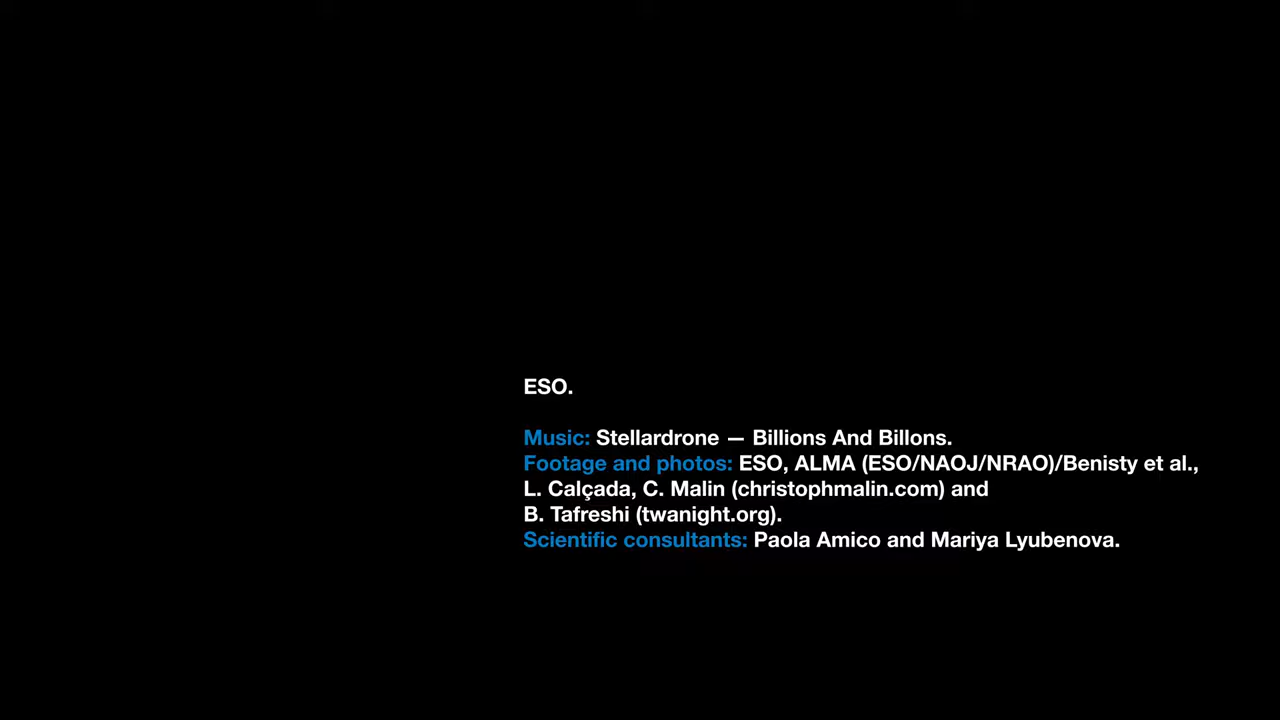 ESO.
Music: Stellardrone — Billions And Billons.
Footage and photos: ESO, ALMA (ESO/NAOJ/NRAO)/Benisty et al.,
L. Calçada, C. Malin (christophmalin.com) and
B. Tafreshi (twanight.org).
Scientific consultants: Paola Amico and Mariya Lyubenova.